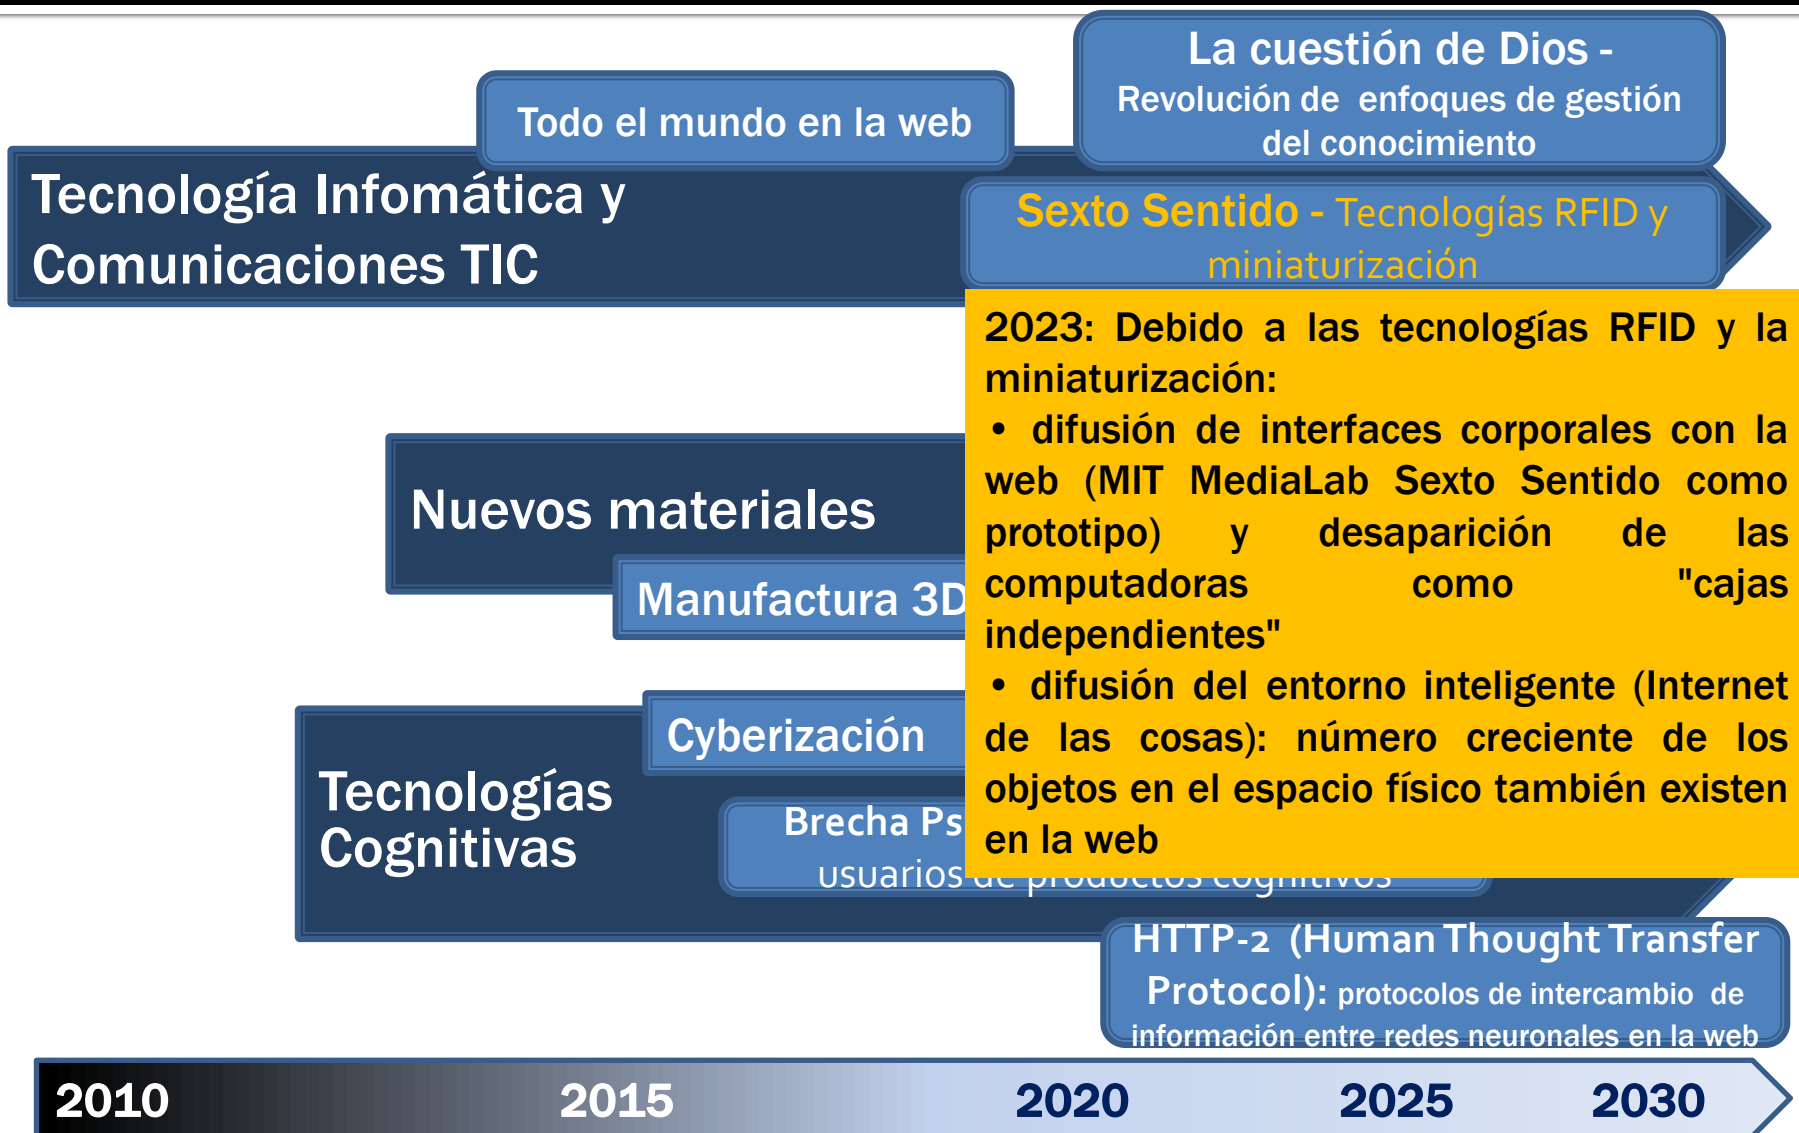 La cuestión de Dios -
Revolución de enfoques de gestión
del conocimiento
Todo el mundo en la web
Tecnología Infomática y
Comunicaciones TIC
Sexto Sentido - Tecnologías RFID y
miniaturización
2023: Debido a las tecnologías RFID y la
miniaturización:
• difusión de interfaces corporales con la
web (MIT MediaLab Sexto Sentido como
prototipo) y desaparición de las
computadoras como "cajas
independientes"
• difusión del entorno inteligente (Internet
de las cosas): número creciente de los
objetos en el espacio físico también existen
en la web
Nuevos materiales
Manufactura 3D
Cyberización
Tecnologías
Cognitivas
Brecha
usuarios de productos cognitivos
HTTP-2 (Human Thought Transfer
Protocol): protocolos de intercambio de
información entre redes neuronales en la web
2010 2015 2020 2025 2030